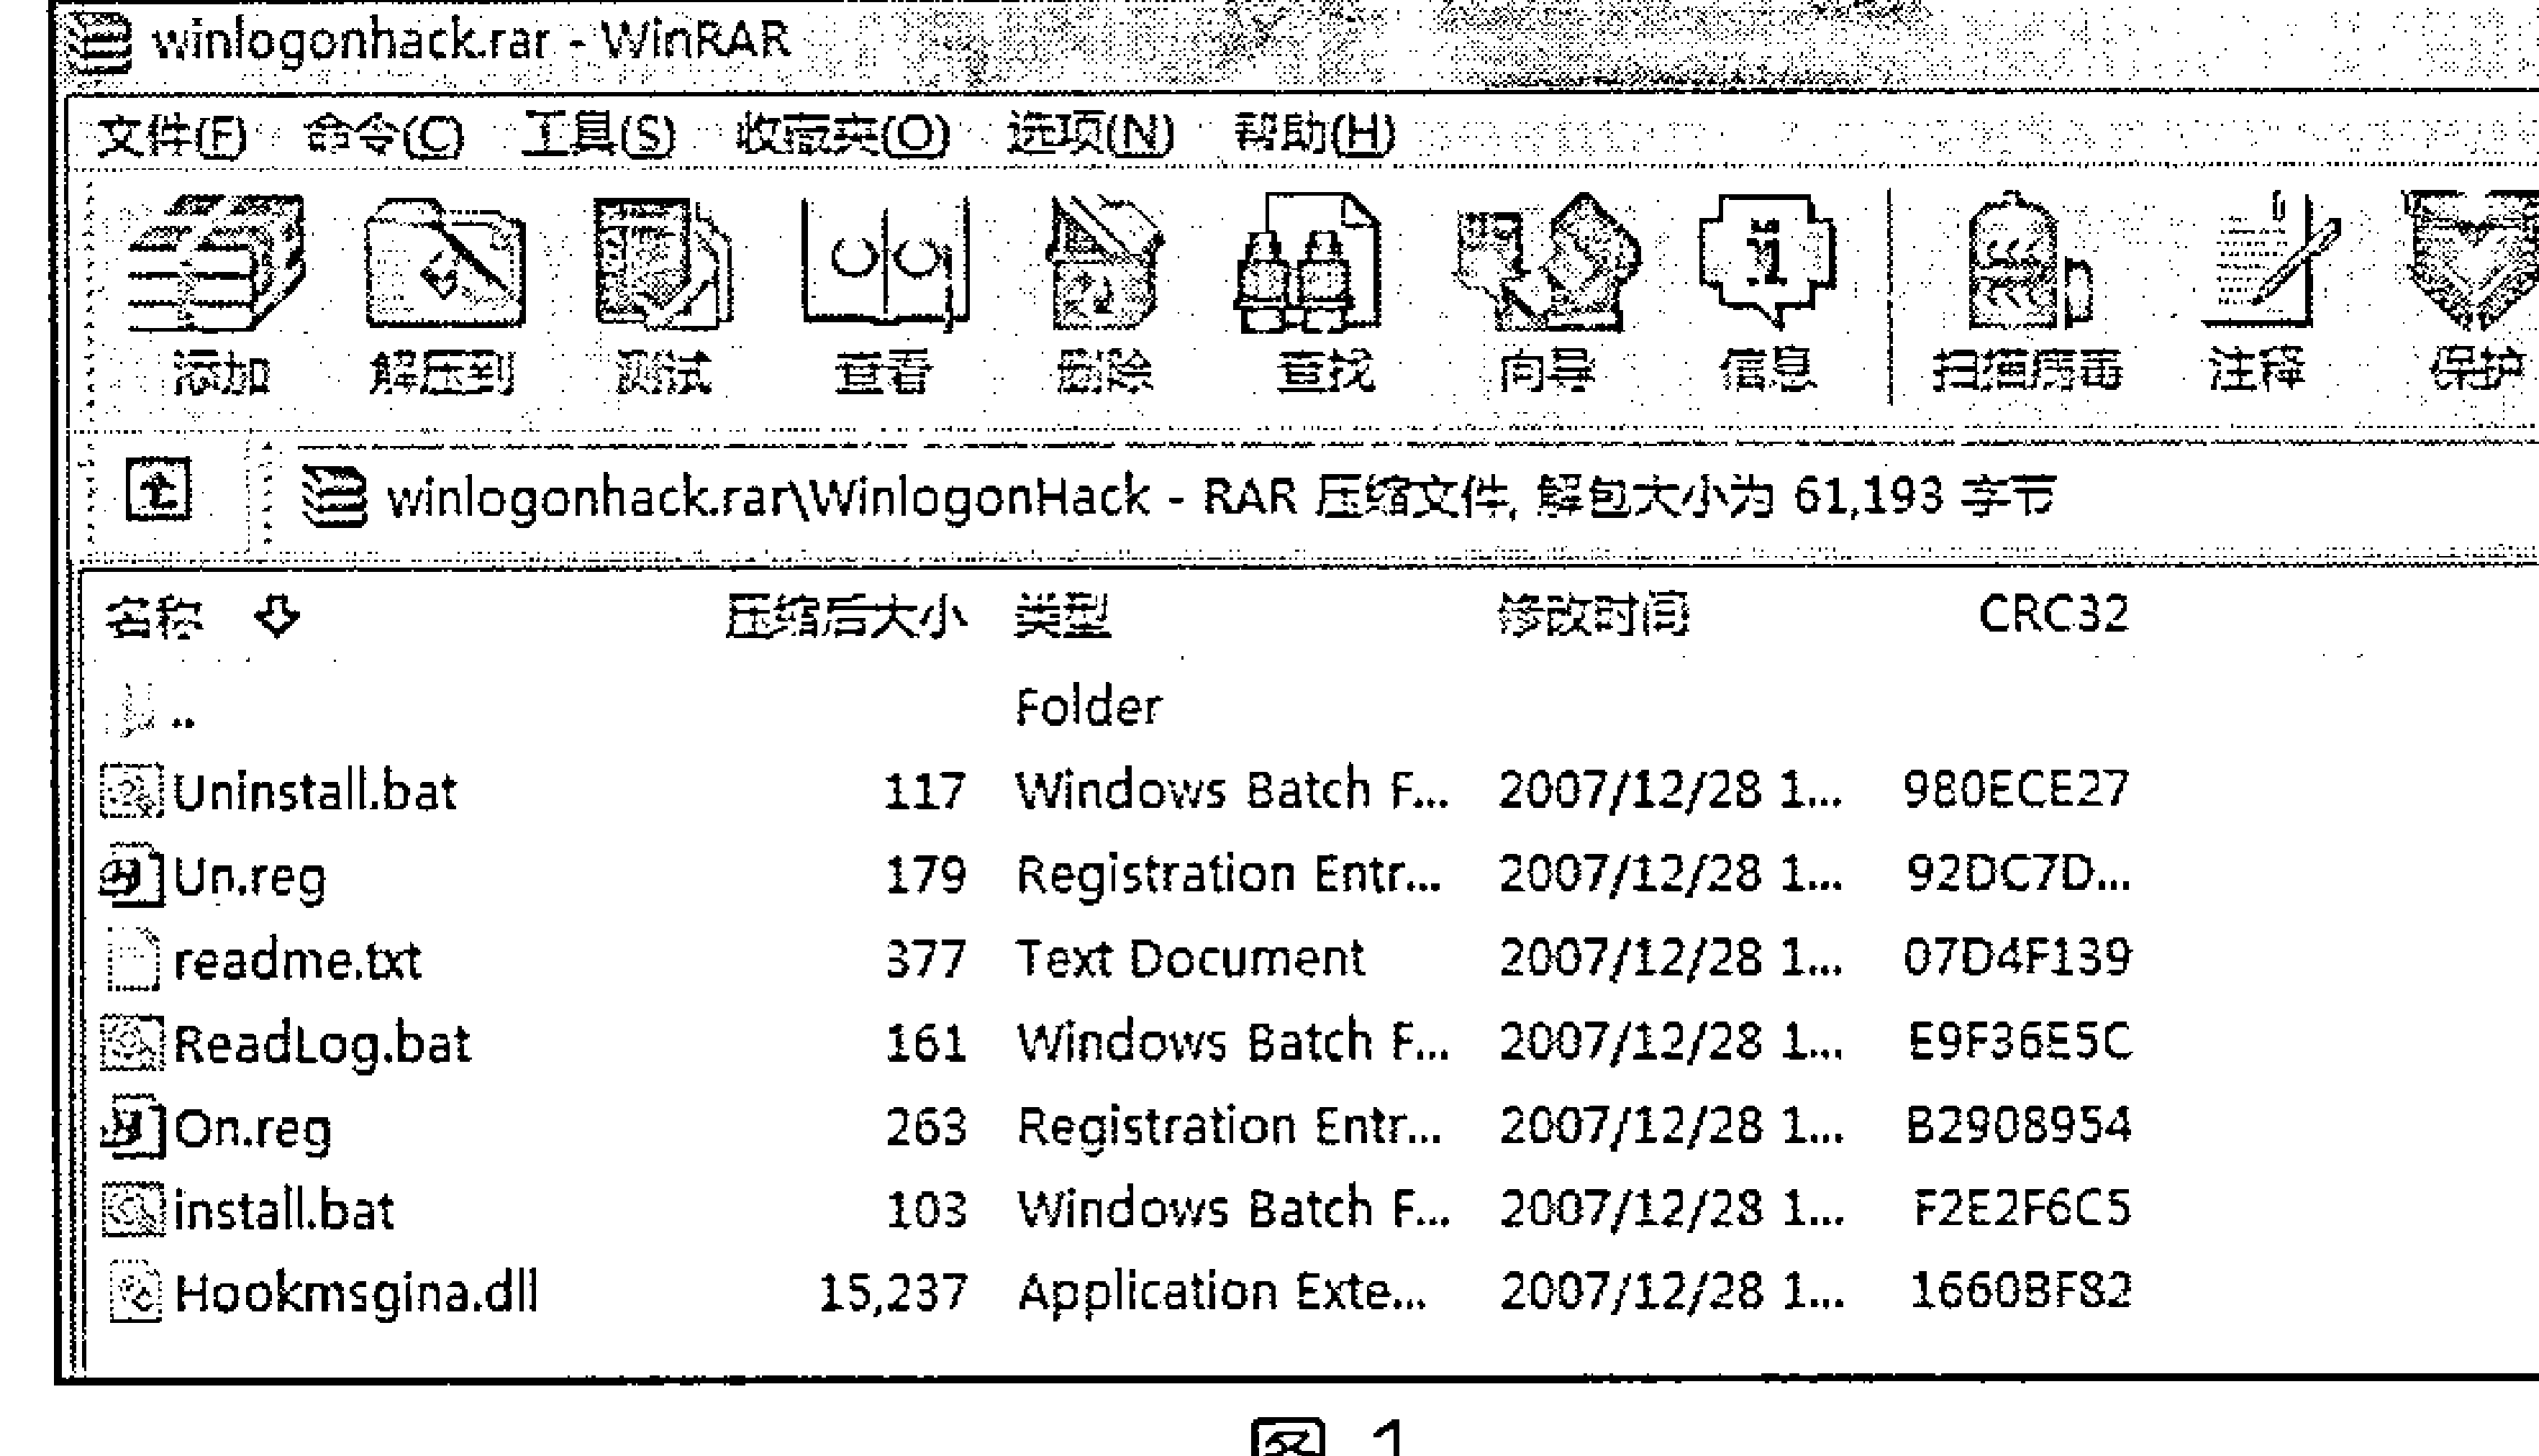 winlogonhack.rar - WinRAR
文件(F) 命令(C) 工具(S) 收藏夹(O) 选项(N) 帮助(H)
添加 解压到 测试 查看 删除 查找 向导 信息 扫描病毒 注释 保护
winlogonhack.rar\WinlogonHack - RAR 压缩文件, 解包大小为 61,193 字节
名称 压缩后大小 类型 修改时间 CRC32
.. Folder
Uninstall.bat 117 Windows Batch F... 2007/12/28 1... 980ECE27
Un.reg 179 Registration Entr... 2007/12/28 1... 92DC7D...
readme.txt 377 Text Document 2007/12/28 1... 07D4F139
ReadLog.bat 161 Windows Batch F... 2007/12/28 1... E9F36E5C
On.reg 263 Registration Entr... 2007/12/28 1... B2908954
install.bat 103 Windows Batch F... 2007/12/28 1... F2E2F6C5
Hookmsgina.dll 15,237 Application Exte... 2007/12/28 1... 1660BF82
图 1